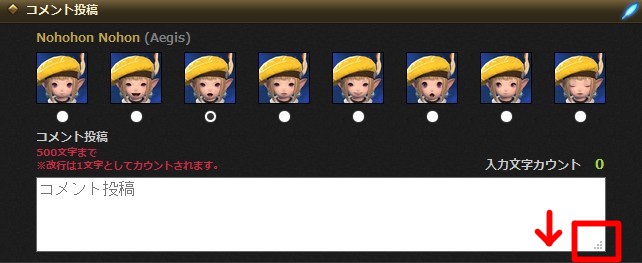 コメント投稿
Nohohon Nohon (Aegis)
コメント投稿
500文字まで
※改行は1文字としてカウントされます。
入力文字カウント 0
コメント投稿